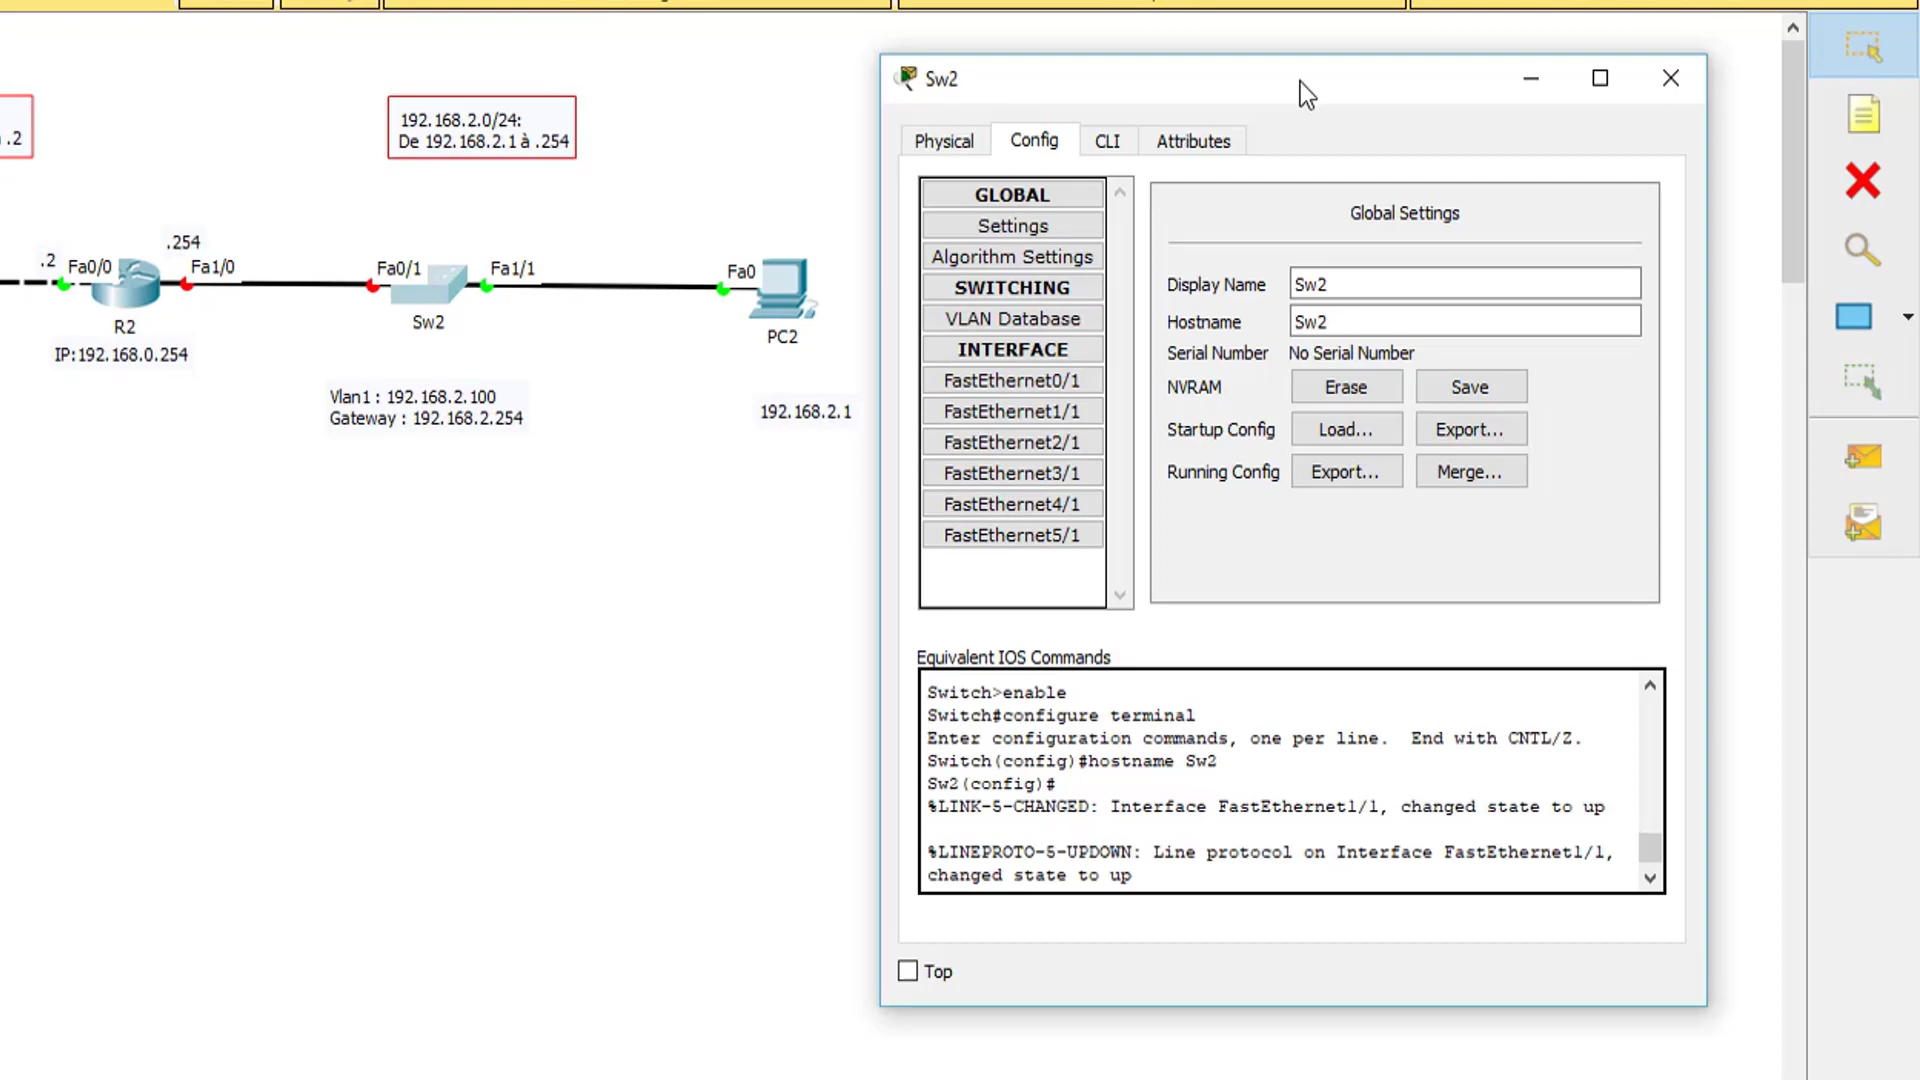 .2
192.168.2.0/24:
De 192.168.2.1 à .254
.254
.2
Fa0/0
Fa1/0
Fa0/1
Fa1/1
Fa0
R2
Sw2
PC2
IP:192.168.0.254
Vlan1 : 192.168.2.100
Gateway : 192.168.2.254
192.168.2.1
Sw2
Physical
Config
CLI
Attributes
GLOBAL
Settings
Algorithm Settings
SWITCHING
VLAN Database
INTERFACE
FastEthernet0/1
FastEthernet1/1
FastEthernet2/1
FastEthernet3/1
FastEthernet4/1
FastEthernet5/1
Global Settings
Display Name Sw2
Hostname Sw2
Serial Number No Serial Number
NVRAM Erase Save
Startup Config Load... Export...
Running Config Export... Merge...
Equivalent IOS Commands
Switch>enable
Switch#configure terminal
Enter configuration commands, one per line. End with CNTL/Z.
Switch(config)#hostname Sw2
Sw2(config)#
%LINK-5-CHANGED: Interface FastEthernet1/1, changed state to up
%LINEPROTO-5-UPDOWN: Line protocol on Interface FastEthernet1/1,
changed state to up
Top